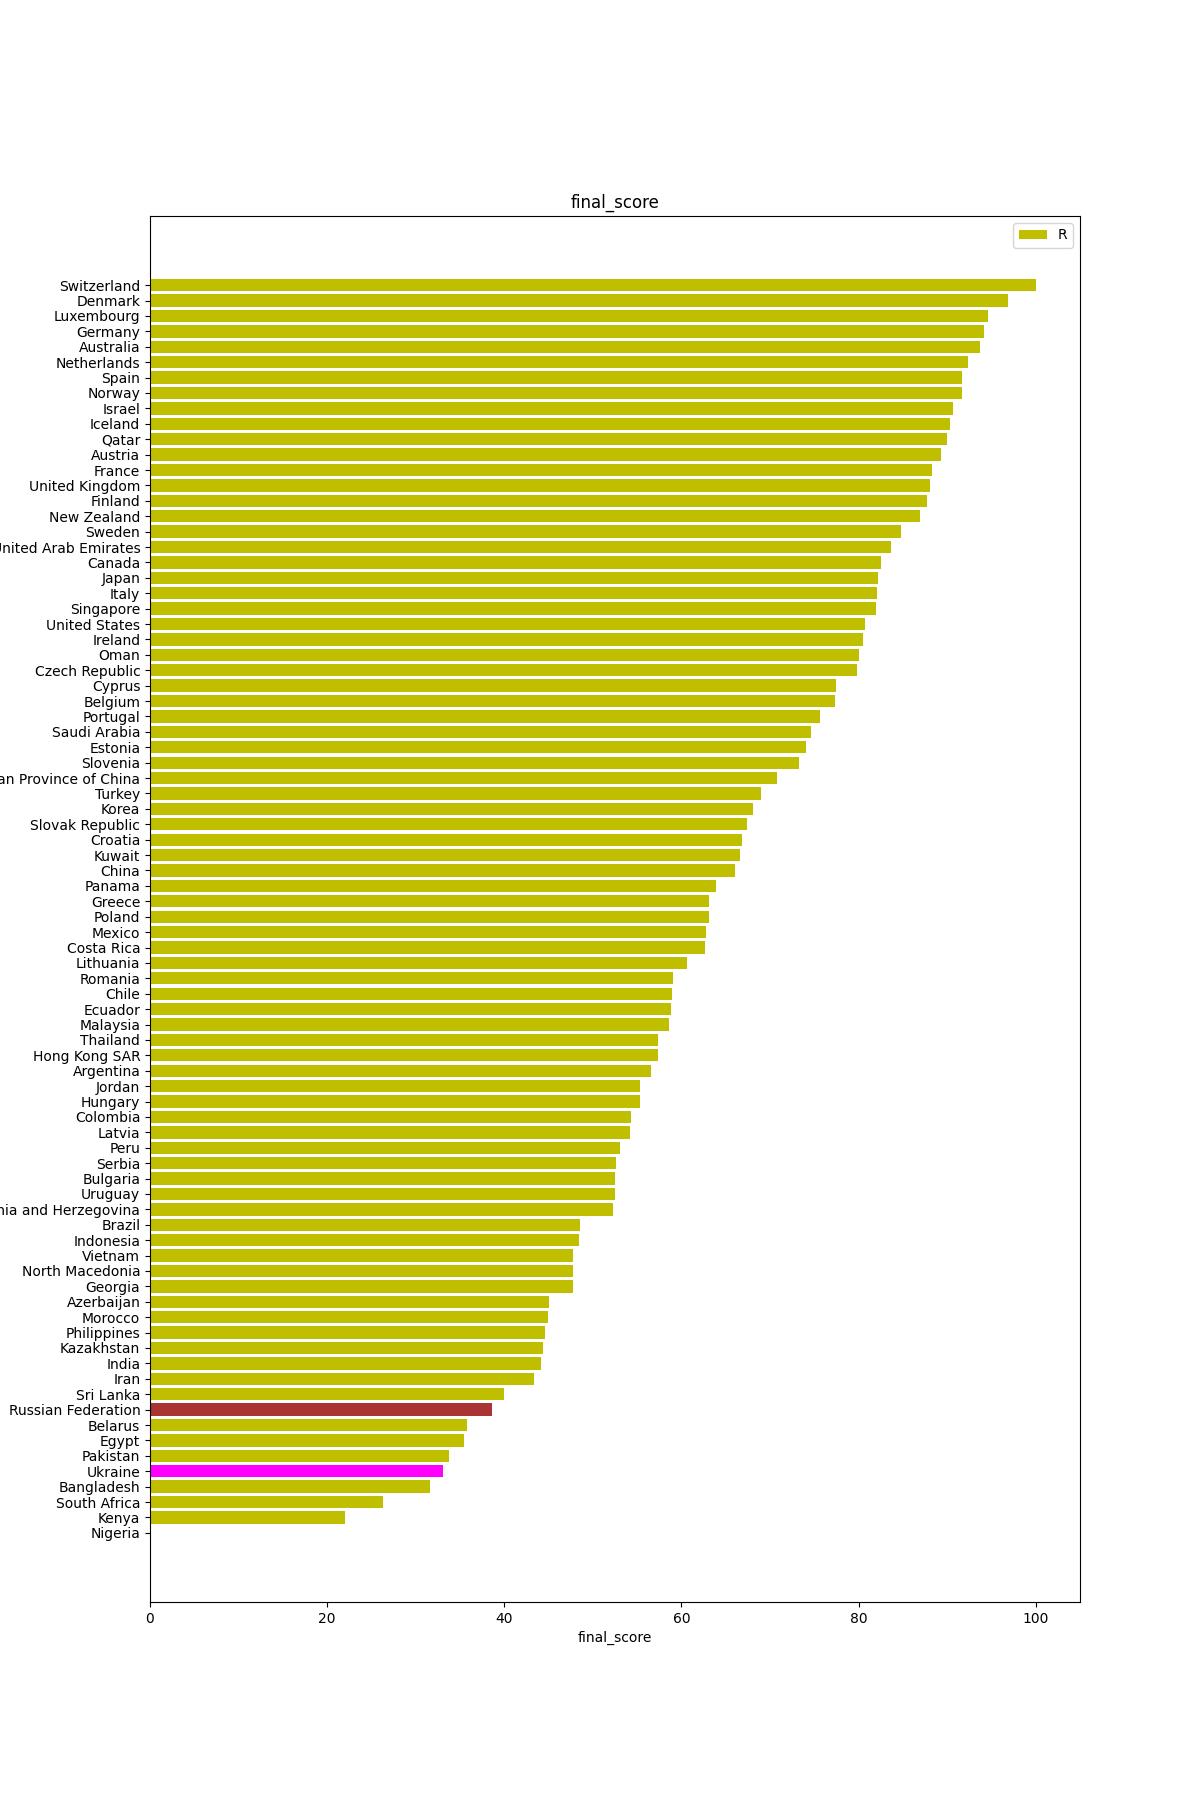 final_score
R
Switzerland
Denmark
Luxembourg
Germany
Australia
Netherlands
Spain
Norway
Israel
Iceland
Qatar
Austria
France
United Kingdom
Finland
New Zealand
Sweden
United Arab Emirates
Canada
Japan
Italy
Singapore
United States
Ireland
Oman
Czech Republic
Cyprus
Belgium
Portugal
Saudi Arabia
Estonia
Slovenia
Province of China
Turkey
Korea
Slovak Republic
Croatia
Kuwait
China
Panama
Greece
Poland
Mexico
Costa Rica
Lithuania
Romania
Chile
Ecuador
Malaysia
Thailand
Hong Kong SAR
Argentina
Jordan
Hungary
Colombia
Latvia
Peru
Serbia
Bulgaria
Uruguay
and Herzegovina
Brazil
Indonesia
Vietnam
North Macedonia
Georgia
Azerbaijan
Morocco
Philippines
Kazakhstan
India
Iran
Sri Lanka
Russian Federation
Belarus
Egypt
Pakistan
Ukraine
Bangladesh
South Africa
Kenya
Nigeria
0 20 40 60 80 100
final_score